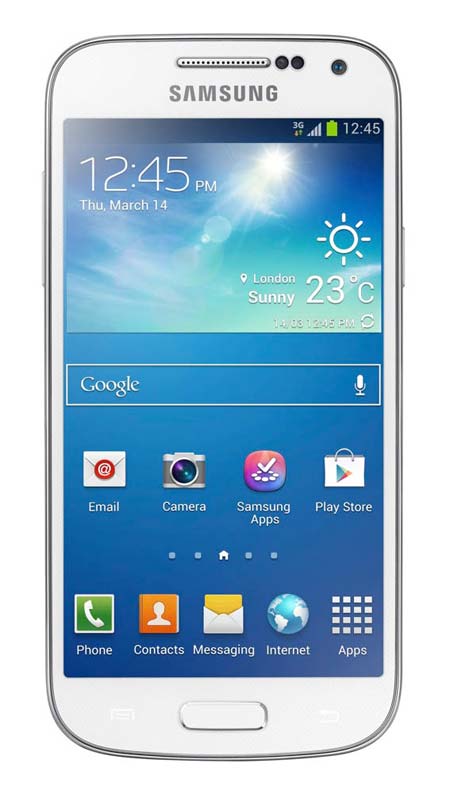 SAMSUNG
3G 12:45
12:45 PM
Thu, March 14
London
Sunny 23°C
14/03 12:45 PM
Google
Email Camera Samsung Apps Play Store
Phone Contacts Messaging Internet Apps